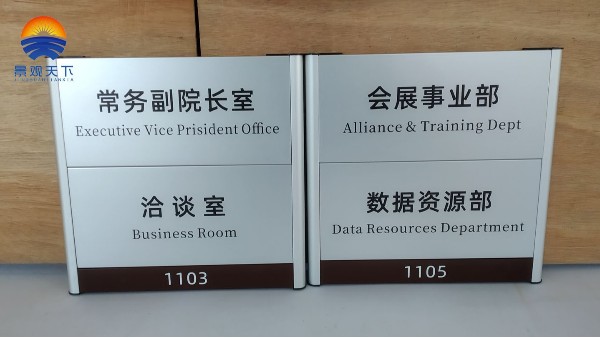 景观天下
常务副院长室
Executive Vice Prisident Office
洽谈室
Business Room
1103
会展事业部
Alliance & Training Dept
数据资源部
Data Resources Department
1105